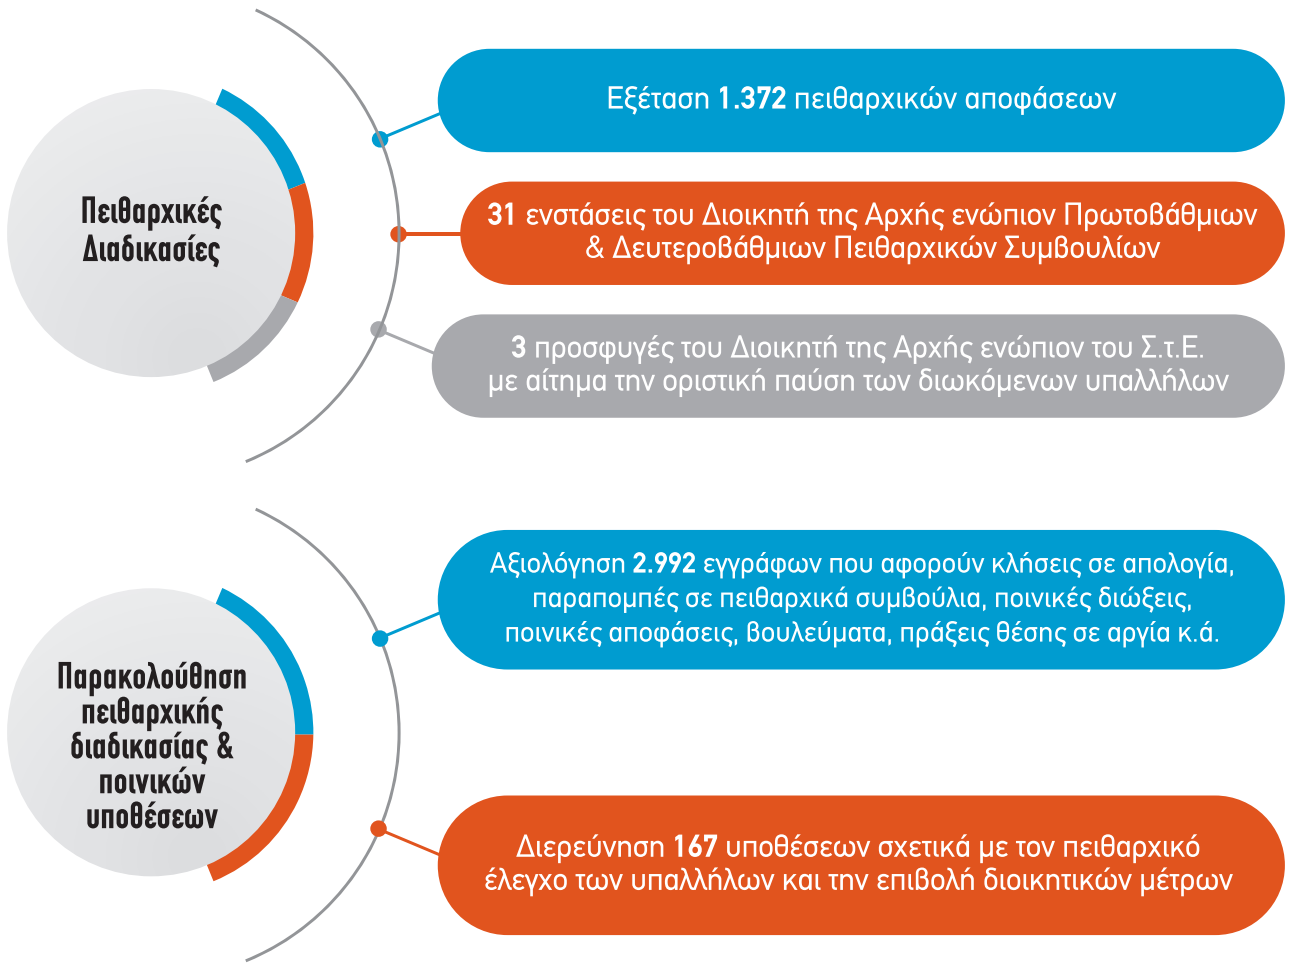 Πειθαρχικές
Διαδικασίες
Εξέταση 1.372 πειθαρχικών αποφάσεων
31 ενστάσεις του Διοικητή της Αρχής ενώπιον Πρωτοβάθμιων
& Δευτεροβάθμιων Πειθαρχικών Συμβουλίων
3 προσφυγές του Διοικητή της Αρχής ενώπιον του Σ.τ.Ε.
με αίτημα την οριστική παύση των διωκόμενων υπαλλήλων
Παρακολούθηση
πειθαρχικής
διαδικασίας &
ποινικών
υποθέσεων
Αξιολόγηση 2.992 εγγράφων που αφορούν κλήσεις σε απολογία,
παραπομπές σε πειθαρχικά συμβούλια, ποινικές διώξεις,
ποινικές αποφάσεις, βουλεύματα, πράξεις θέσης σε αργία κ.ά.
Διερεύνηση 167 υποθέσεων σχετικά με τον πειθαρχικό
έλεγχο των υπαλλήλων και την επιβολή διοικητικών μέτρων